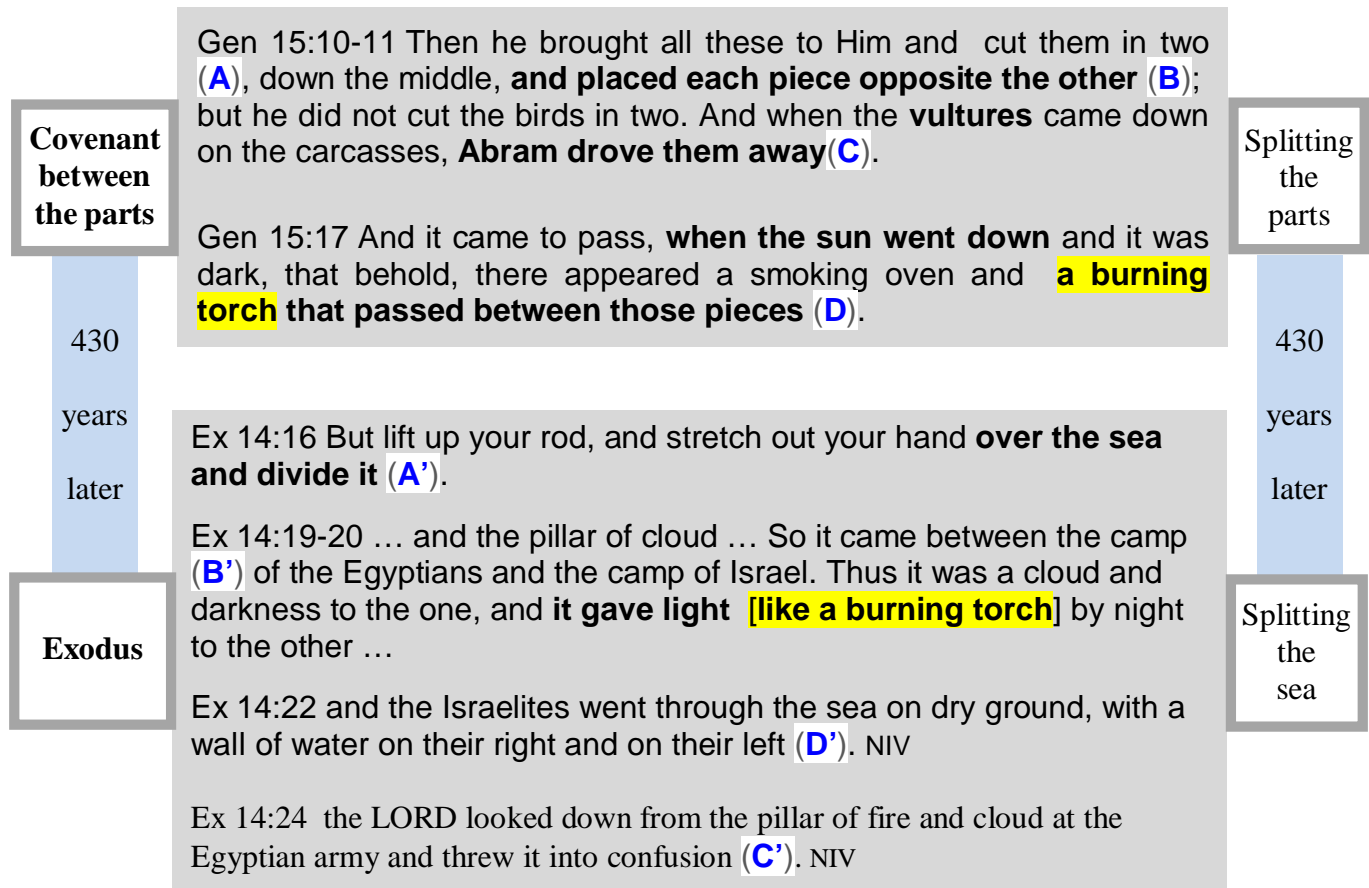 Gen 15:10-11 Then he brought all these to Him and cut them in two
(A), down the middle, and placed each piece opposite the other (B);
but he did not cut the birds in two. And when the vultures came down
on the carcasses, Abram drove them away(C).
Gen 15:17 And it came to pass, when the sun went down and it was
dark, that behold, there appeared a smoking oven and a burning
torch that passed between those pieces (D).
Covenant
between
the parts
Splitting
the
parts
430
years
later
430
years
later
Ex 14:16 But lift up your rod, and stretch out your hand over the sea
and divide it (A’).
Ex 14:19-20 … and the pillar of cloud … So it came between the camp
(B’) of the Egyptians and the camp of Israel. Thus it was a cloud and
darkness to the one, and it gave light [like a burning torch] by night
to the other …
Ex 14:22 and the Israelites went through the sea on dry ground, with a
wall of water on their right and on their left (D’). NIV
Ex 14:24 the LORD looked down from the pillar of fire and cloud at the
Egyptian army and threw it into confusion (C’). NIV
Exodus
Splitting
the
sea